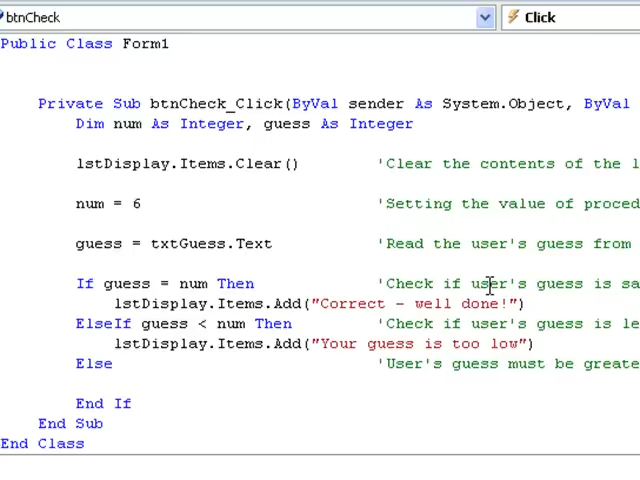 btnCheck Click
Public Class Form1
Private Sub btnCheck_Click(ByVal sender As System.Object, ByVal
Dim num As Integer, guess As Integer
lstDisplay.Items.Clear() 'Clear the contents of the
num = 6 'Setting the value of
guess = txtGuess.Text 'Read the user's guess from
If guess = num Then 'Check if user's guess is
lstDisplay.Items.Add("Correct - well done!")
ElseIf guess < num Then 'Check if user's guess is
lstDisplay.Items.Add("Your guess is too low")
Else 'User's guess must be
End If
End Sub
End Class